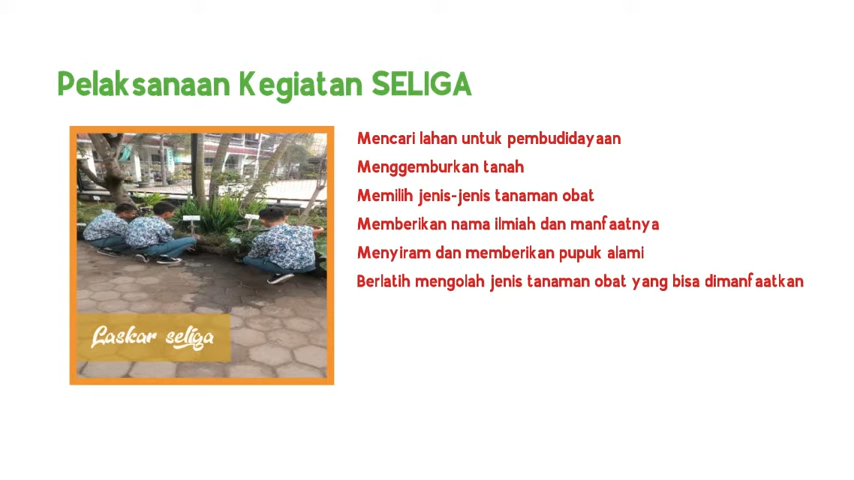 Pelaksanaan Kegiatan SELIGA
Mencari lahan untuk pembudidayaan
Menggemburkan tanah
Memilih jenis-jenis tanaman obat
Memberikan nama ilmiah dan manfaatnya
Menyiram dan memberikan pupuk alami
Berlatih mengolah jenis tanaman obat yang bisa dimanfaatkan
Laskar seliga